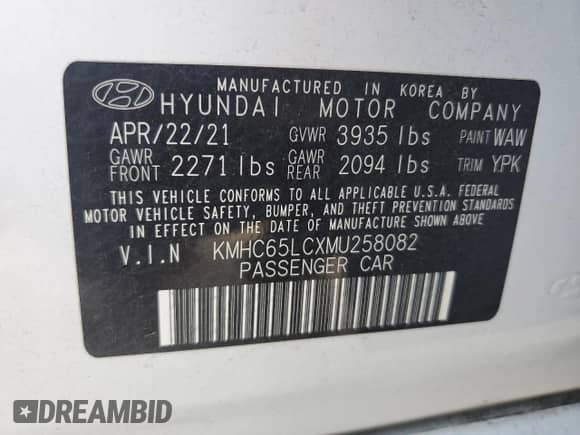 MANUFACTURED IN KOREA BY
HYUNDAI MOTOR COMPANY
APR/22/21 GVWR 3935 lbs PAINT WAW
GAWR FRONT 2271 lbs GAWR REAR 2094 lbs TRIM YPK
THIS VEHICLE CONFORMS TO ALL APPLICABLE U.S.A. FEDERAL
MOTOR VEHICLE SAFETY, BUMPER, AND THEFT PREVENTION STANDARDS
IN EFFECT ON THE DATE OF MANUFACTURE SHOWN ABOVE
V.I.N KMHC65LCXMU258082
PASSENGER CAR
DREAMBID